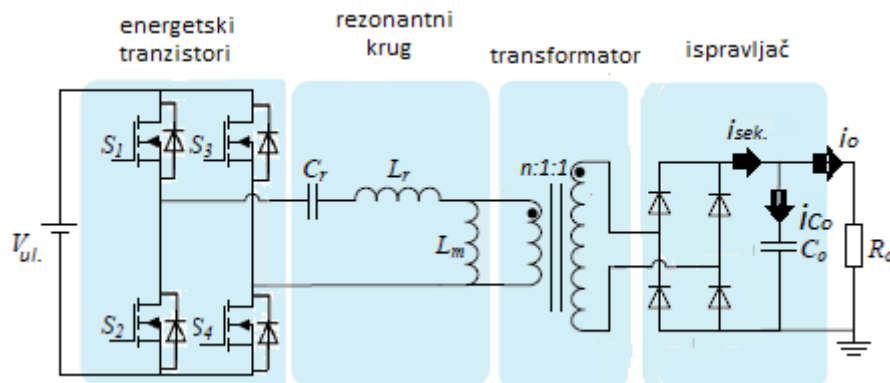 energetski
tranzistori
rezonantni
krug
transformator
ispravljač
S1
S3
Cr
Lr
n:1:1
isek.
io
Vul.
Lm
iCo
Co
S2
S4